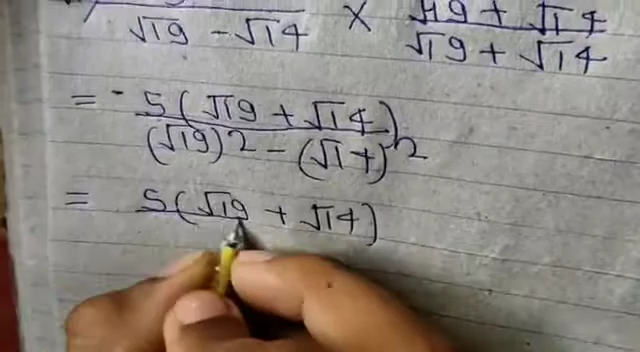 √19 + √14
√19 - √14 × √19 + √14
= 5(√19 + √14)
(√19)2 - (√14)2
= 5(√19 + √14)